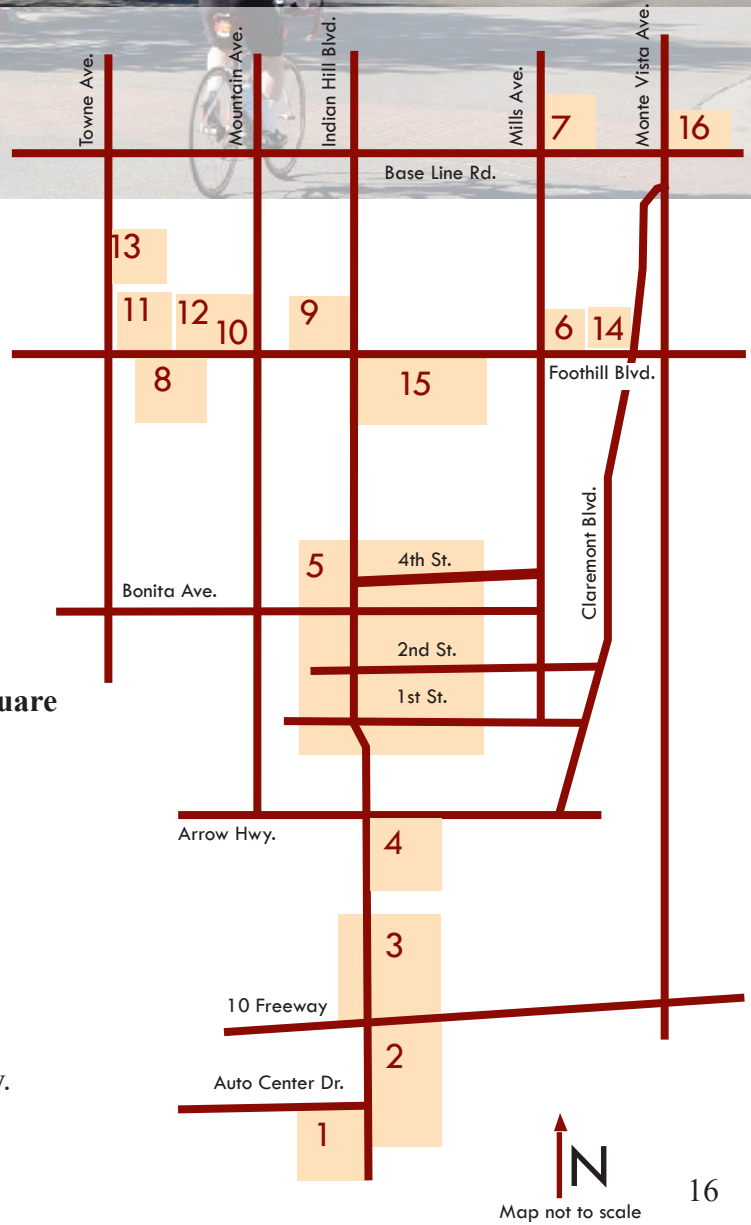 Towne Ave.
Mountain Ave.
Indian Hill Blvd.
Mills Ave.
Monte Vista Ave.
7
16
Base Line Rd.
13
11
12
10
9
6
14
8
15
Foothill Blvd.
Claremont Blvd.
5
4th St.
Bonita Ave.
2nd St.
1st St.
Arrow Hwy.
4
3
10 Freeway
2
Auto Center Dr.
1
N
Map not to scale
16